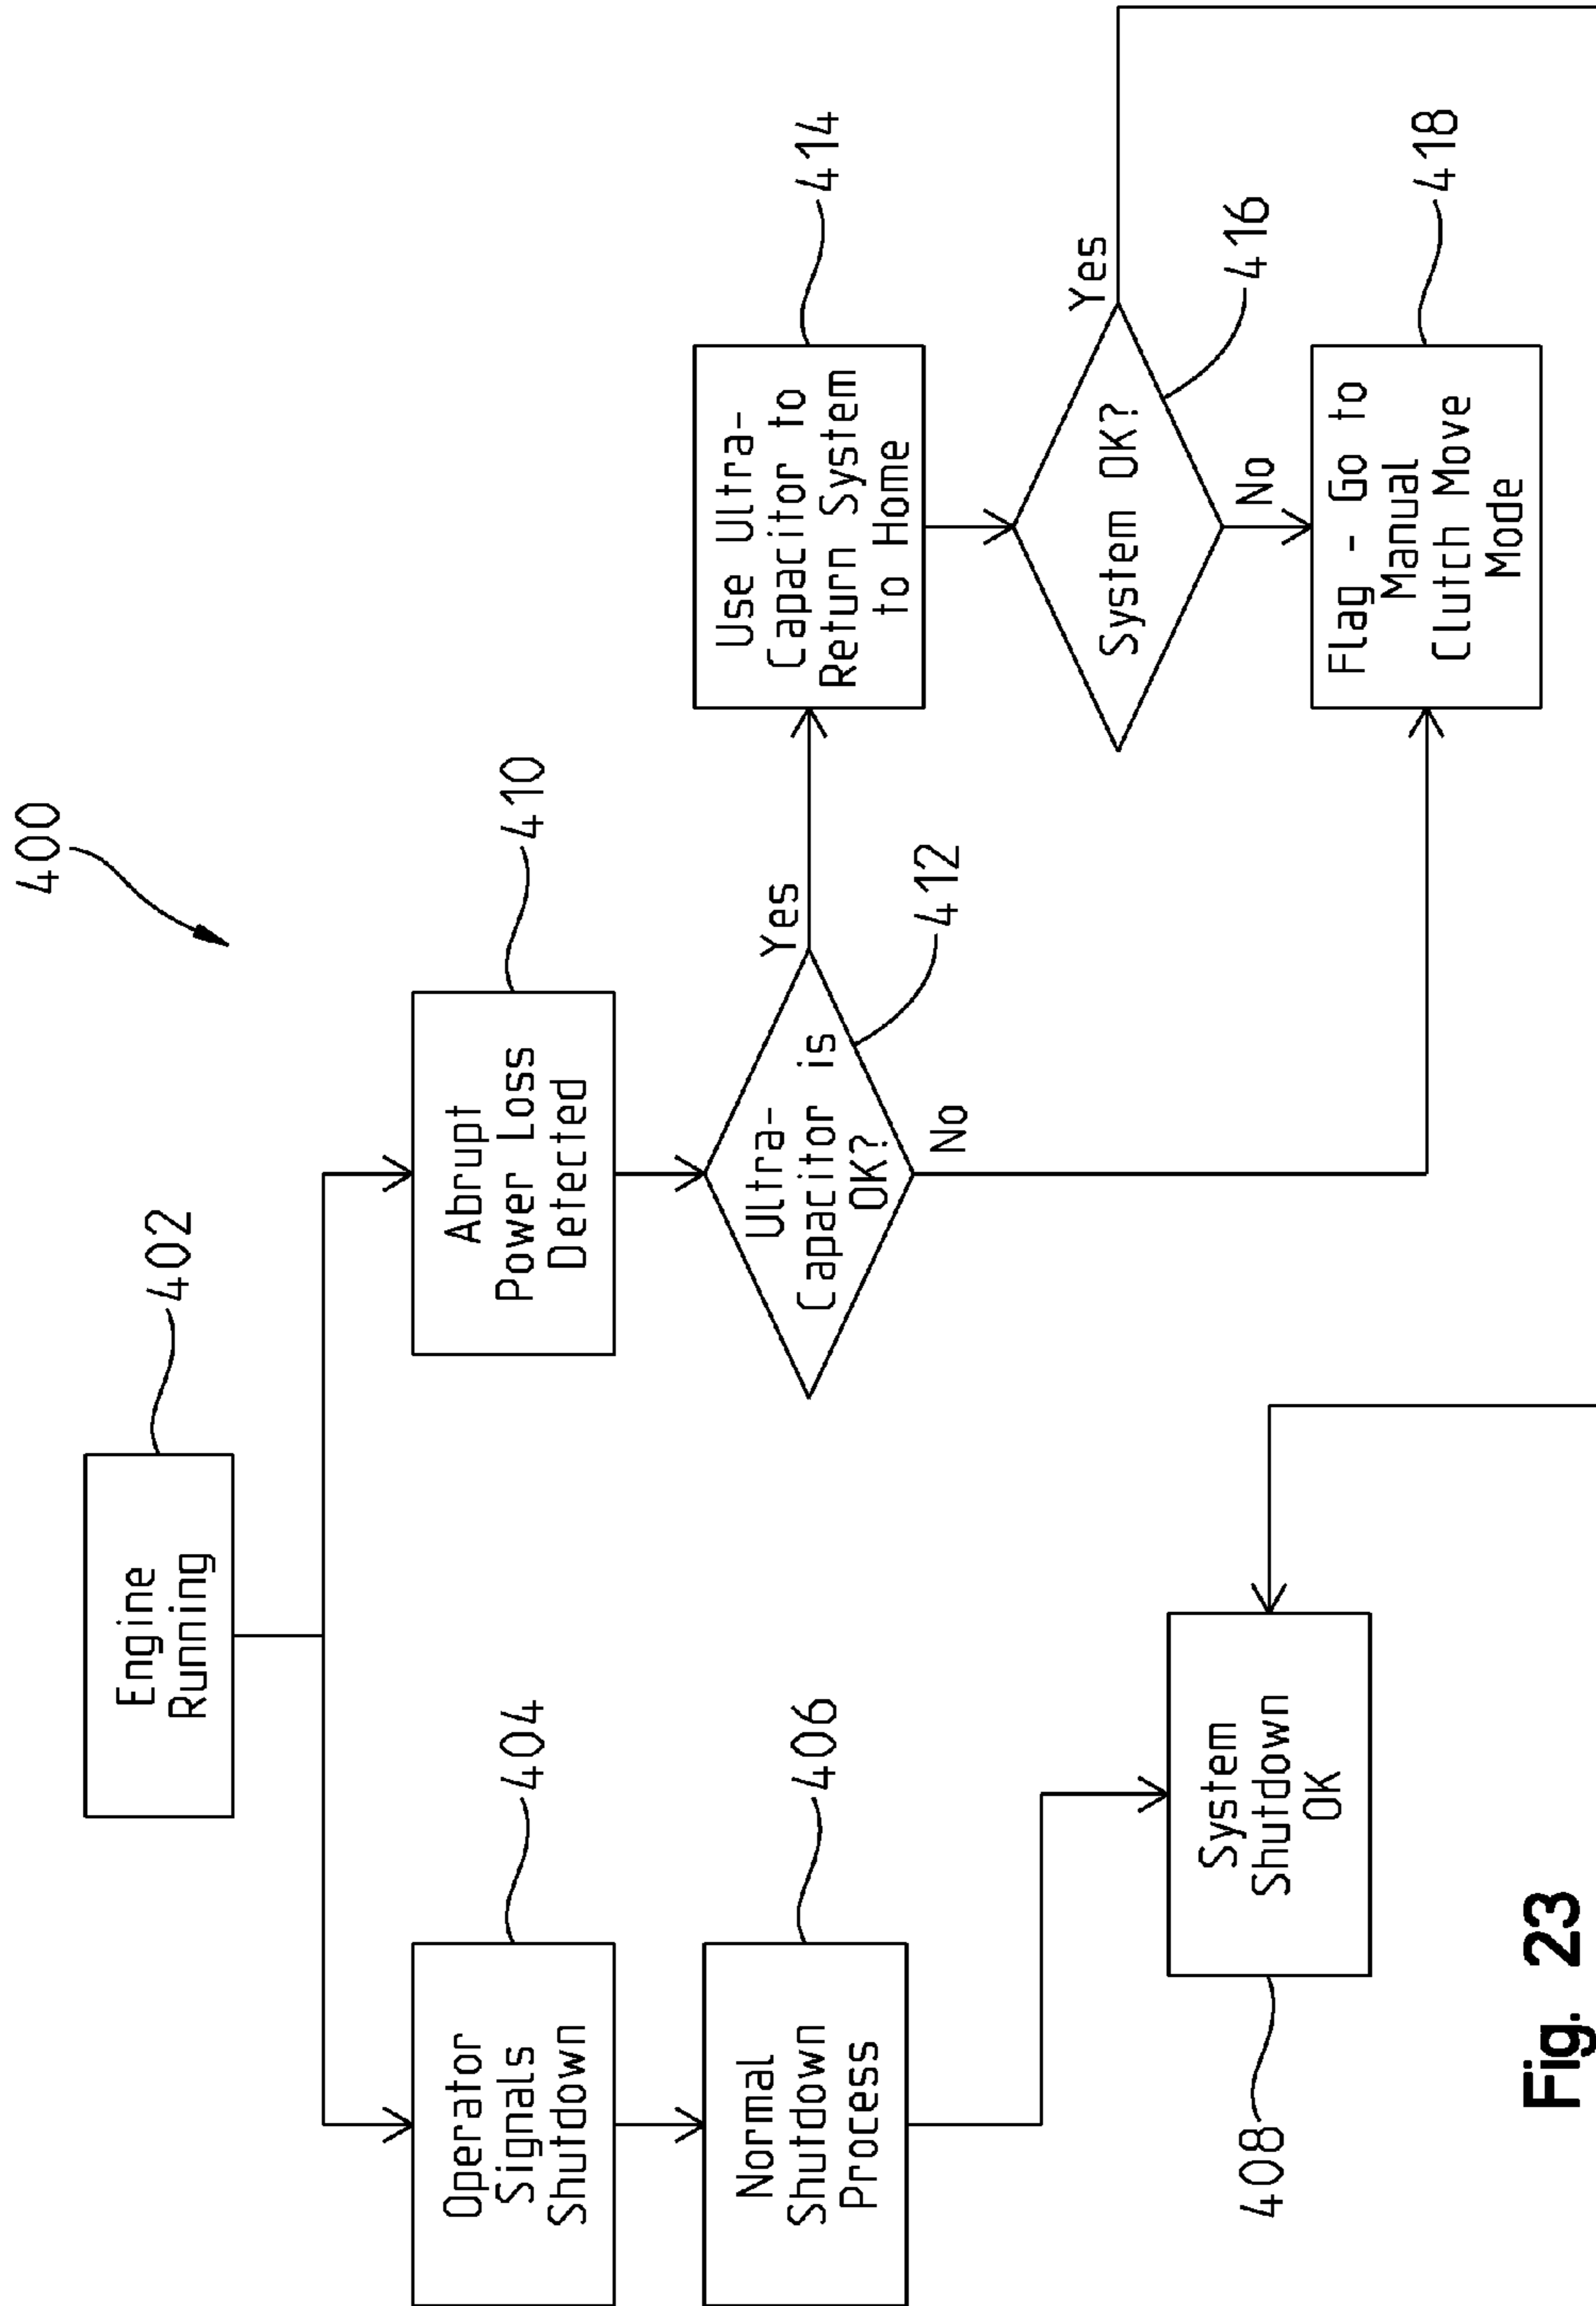 400
402
Engine
Running
404
Operator
Signals
Shutdown
410
Abrupt
Power Loss
Detected
406
Normal
Shutdown
Process
412
Ultra-
Capacitor is
OK?
Yes
No
414
Use Ultra-
Capacitor to
Return System
to Home
416
System OK?
Yes
No
408
System
Shutdown
OK
418
Flag - Go to
Manual
Clutch Move
Mode
Fig. 23